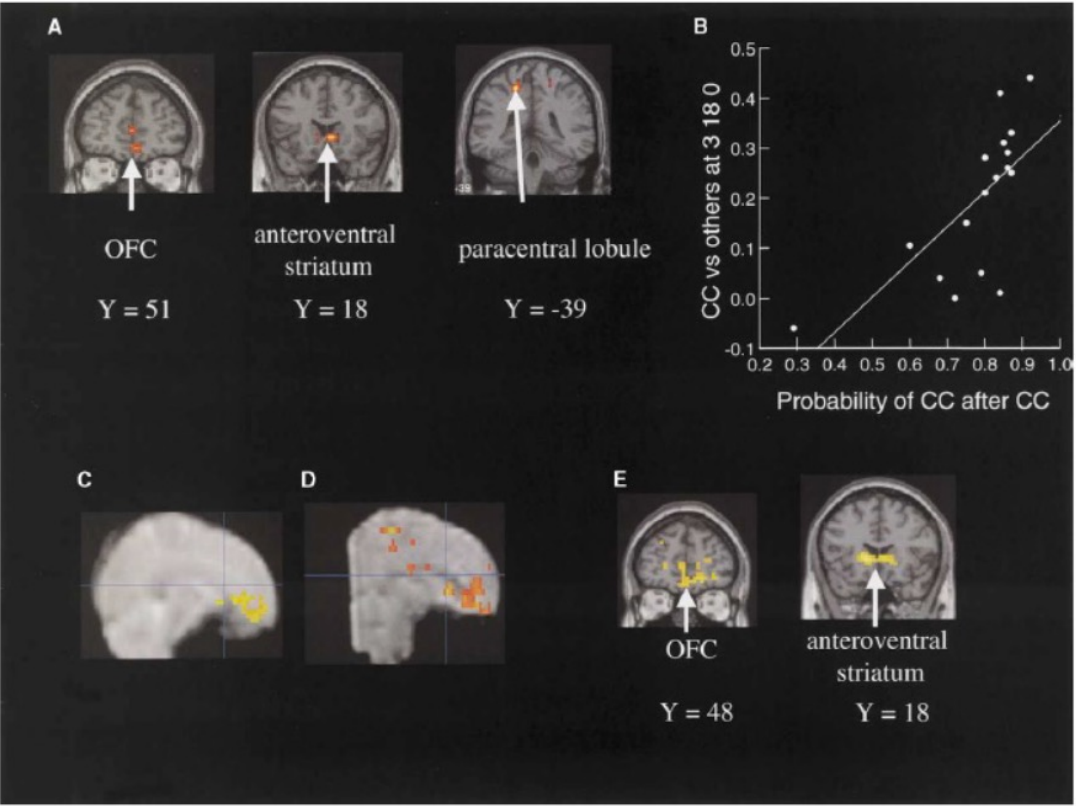 A
OFC
Y = 51
anteroventral
striatum
Y = 18
paracentral lobule
Y = -39
B
CC vs others at 3 18 0
0.5
0.4
0.3
0.2
0.1
0.0
-0.1
0.2 0.3 0.4 0.5 0.6 0.7 0.8 0.9 1.0
Probability of CC after CC
C
D
E
OFC
Y = 48
anteroventral
striatum
Y = 18